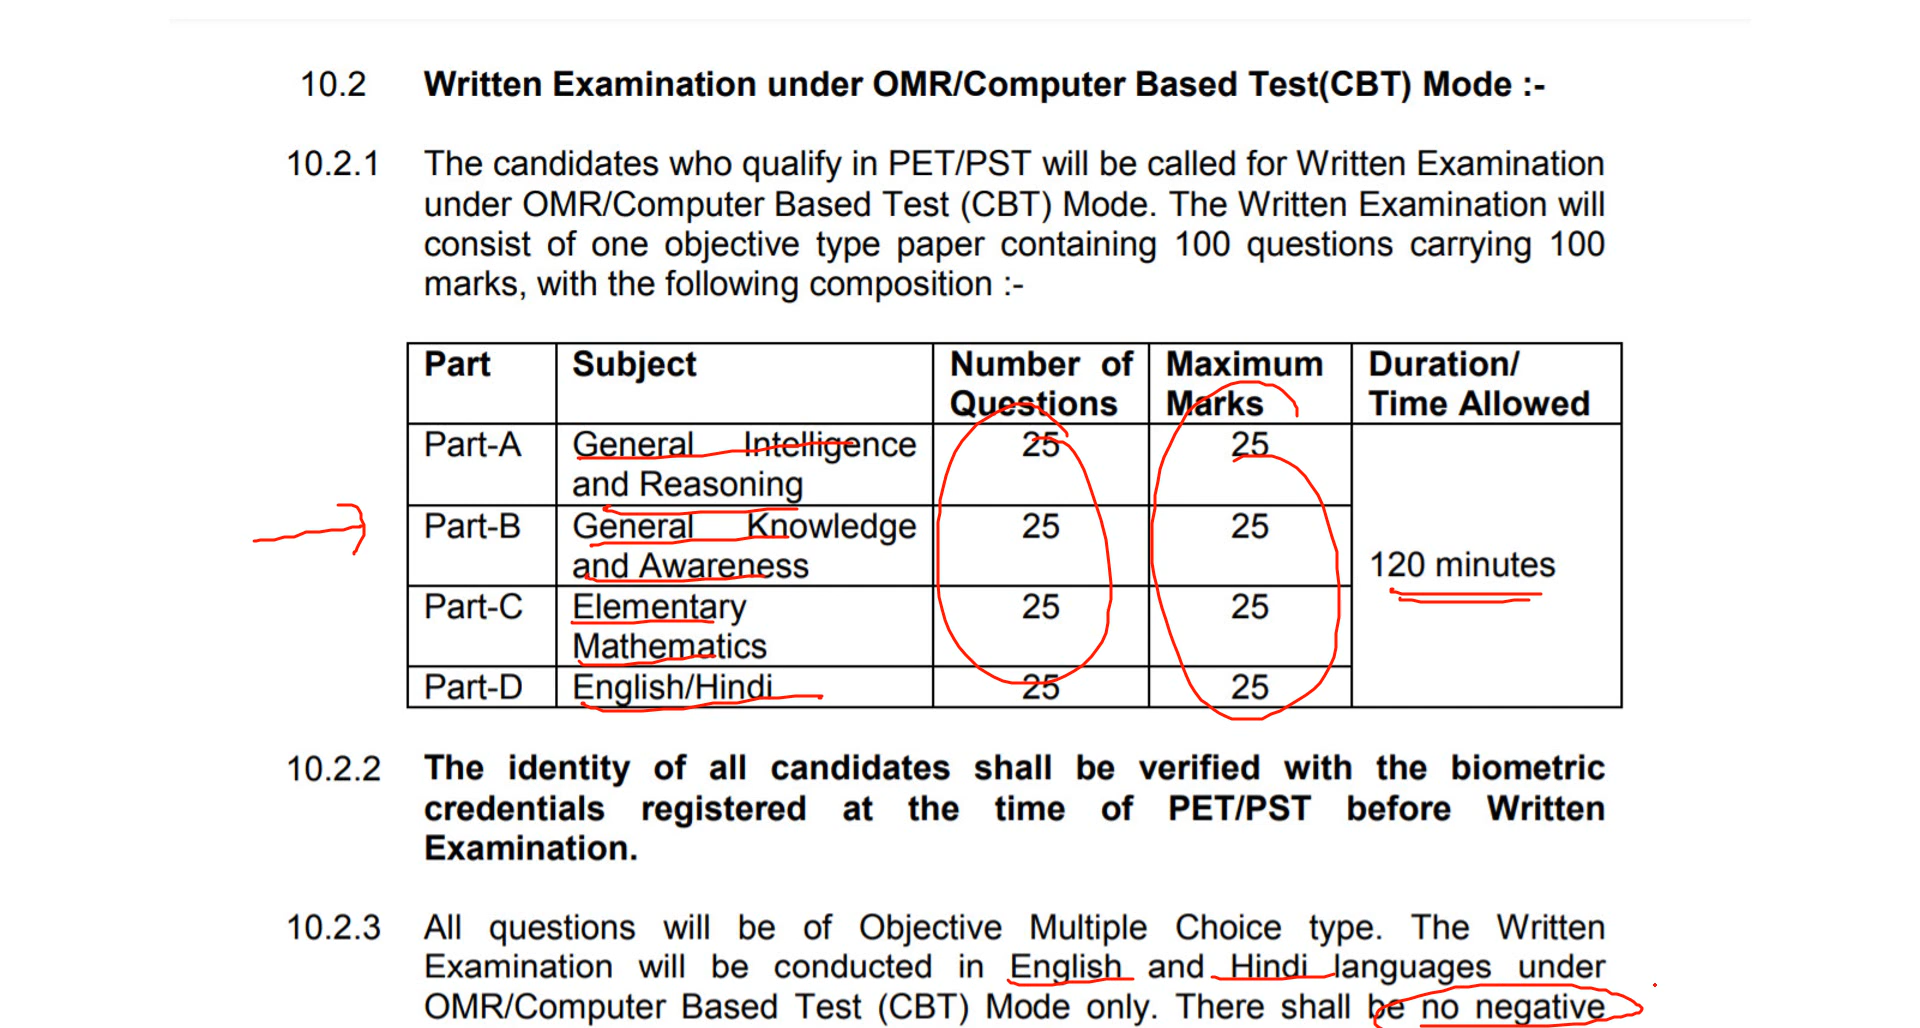 10.2 Written Examination under OMR/Computer Based Test(CBT) Mode :-
10.2.1 The candidates who qualify in PET/PST will be called for Written Examination
under OMR/Computer Based Test (CBT) Mode. The Written Examination will
consist of one objective type paper containing 100 questions carrying 100
marks, with the following composition :-
Part Subject Number of Maximum Duration/
Questions Marks Time Allowed
Part-A General Intelligence 25 25
and Reasoning
Part-B General Knowledge 25 25
and Awareness 120 minutes
Part-C Elementary 25 25
Mathematics
Part-D English/Hindi 25 25
10.2.2 The identity of all candidates shall be verified with the biometric
credentials registered at the time of PET/PST before Written
Examination.
10.2.3 All questions will be of Objective Multiple Choice type. The Written
Examination will be conducted in English and Hindi languages under
OMR/Computer Based Test (CBT) Mode only. There shall be no negative